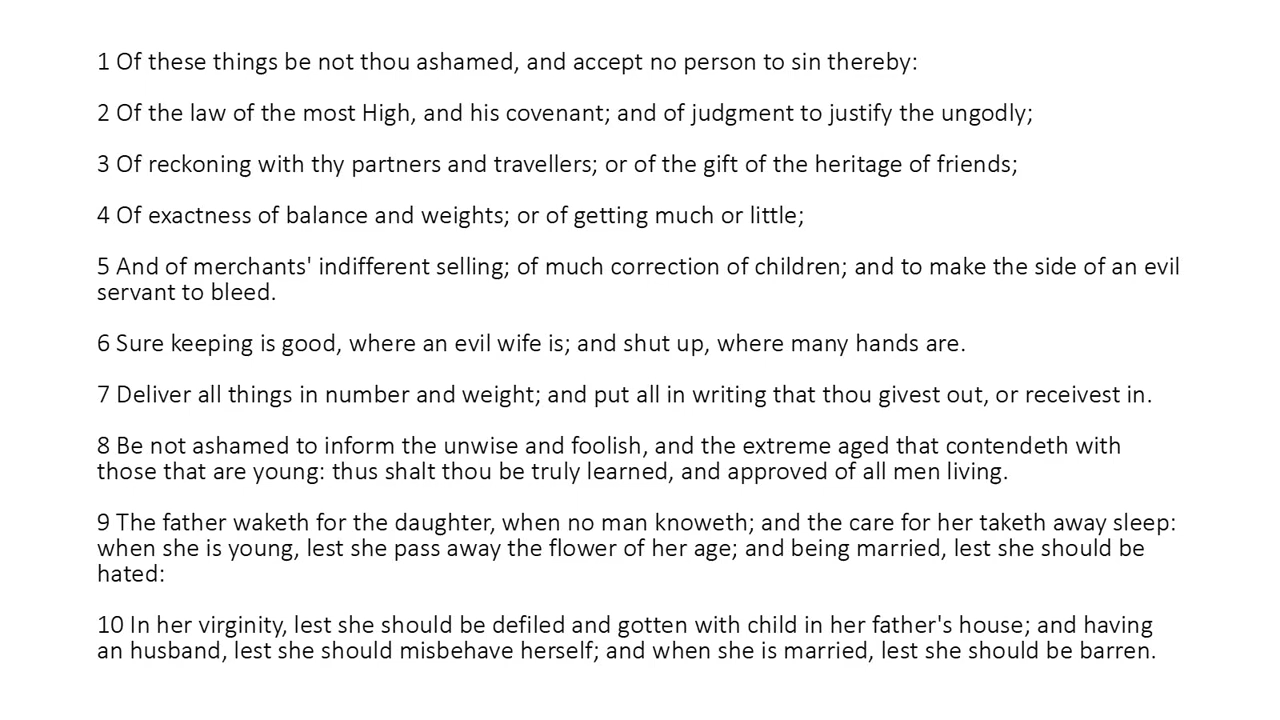 1 Of these things be not thou ashamed, and accept no person to sin thereby:
2 Of the law of the most High, and his covenant; and of judgment to justify the ungodly;
3 Of reckoning with thy partners and travellers; or of the gift of the heritage of friends;
4 Of exactness of balance and weights; or of getting much or little;
5 And of merchants' indifferent selling; of much correction of children; and to make the side of an evil
servant to bleed.
6 Sure keeping is good, where an evil wife is; and shut up, where many hands are.
7 Deliver all things in number and weight; and put all in writing that thou givest out, or receivest in.
8 Be not ashamed to inform the unwise and foolish, and the extreme aged that contendeth with
those that are young: thus shalt thou be truly learned, and approved of all men living.
9 The father waketh for the daughter, when no man knoweth; and the care for her taketh away sleep:
when she is young, lest she pass away the flower of her age; and being married, lest she should be
hated:
10 In her virginity, lest she should be defiled and gotten with child in her father's house; and having
an husband, lest she should misbehave herself; and when she is married, lest she should be barren.